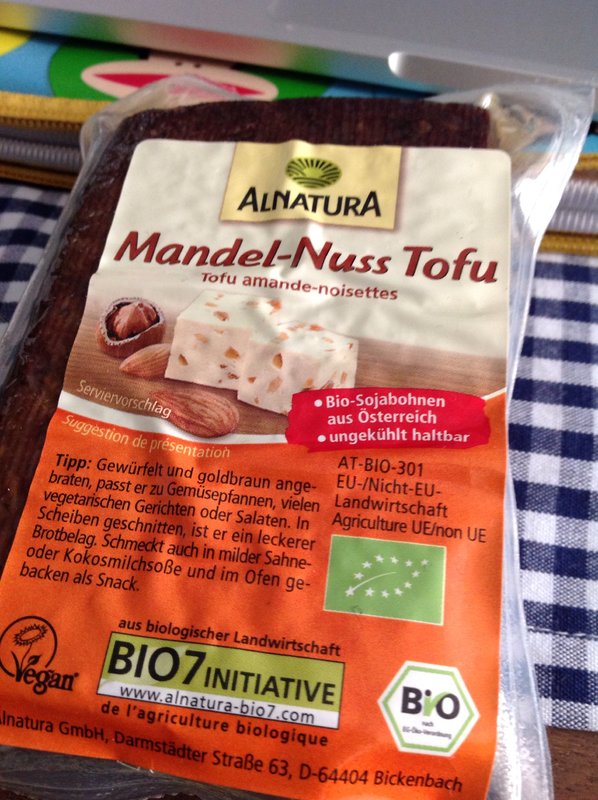 ALNATURA
Mandel-Nuss Tofu
Tofu amande-noisettes
Serviervorschlag
Suggestion de présentation
• Bio-Sojabohnen
aus Österreich
• ungekühlt haltbar
Tipp: Gewürfelt und goldbraun ange-
braten, passt er zu Gemüsepfannen, vielen
vegetarischen Gerichten oder Salaten. In
Scheiben geschnitten, ist er ein leckerer
Brotbelag. Schmeckt auch in milder Sahne-
oder Kokosmilchsoße und im Ofen ge-
backen als Snack.
AT-BIO-301
EU-/Nicht-EU-
Landwirtschaft
Agriculture UE/non UE
Vegan
aus biologischer Landwirtschaft
BIO7 INITIATIVE
www.alnatura-bio7.com
de l'agriculture biologique
Bio
nach
EG-Öko-Verordnung
Alnatura GmbH, Darmstädter Straße 63, D-64404 Bickenbach